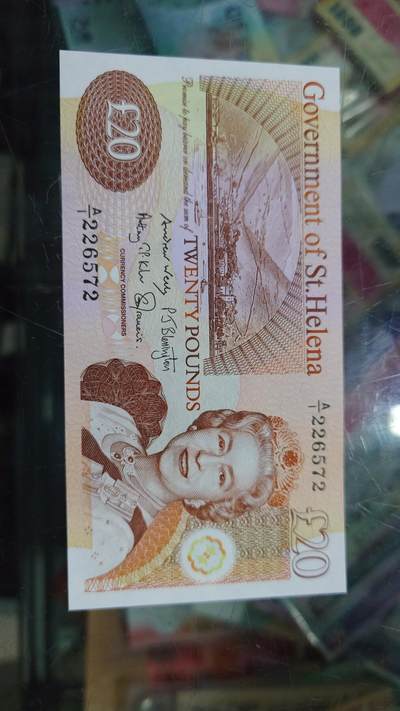 Government of St.Helena
£20
Promise to pay bearer on demand the sum of
TWENTY POUNDS
A/1 226572
CURRENCY COMMISSIONERS
A/1 226572
£20